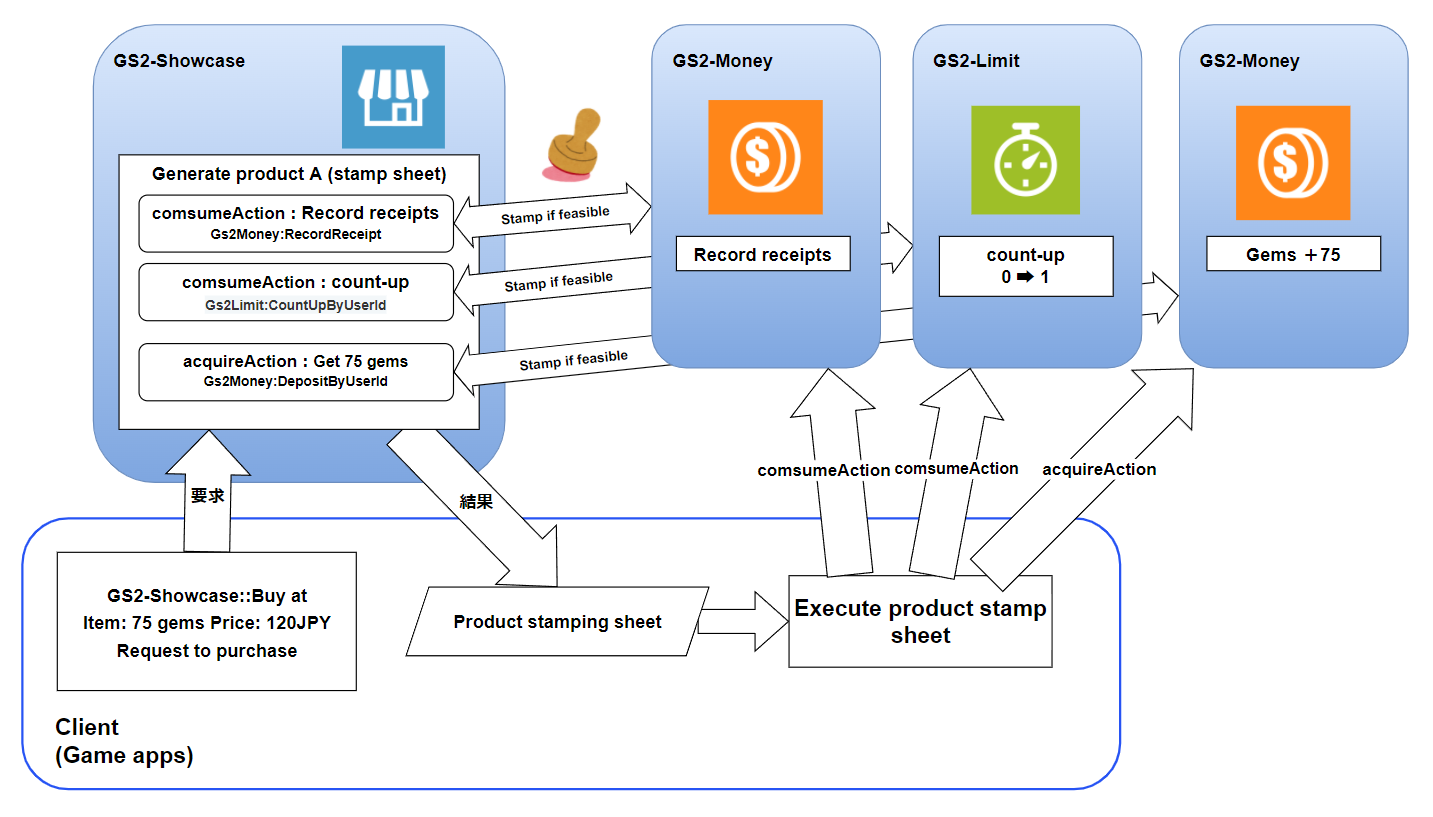 GS2-Showcase
Generate product A (stamp sheet)
comsumeAction : Record receipts
Gs2Money:RecordReceipt
comsumeAction : count-up
Gs2Limit:CountUpByUserId
acquireAction : Get 75 gems
Gs2Money:DepositByUserId
Stamp if feasible
Stamp if feasible
Stamp if feasible
GS2-Money
Record receipts
GS2-Limit
count-up
0 ➡ 1
GS2-Money
Gems ＋75
要求
結果
comsumeAction
comsumeAction
acquireAction
GS2-Showcase::Buy at
Item: 75 gems Price: 120JPY
Request to purchase
Product stamping sheet
Execute product stamp
sheet
Client
(Game apps)